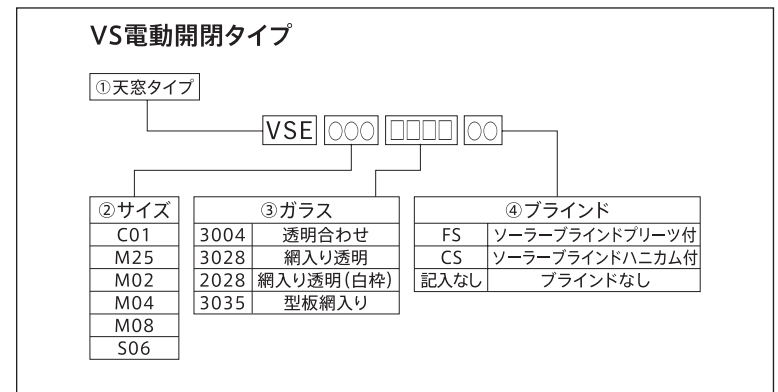 VS電動開閉タイプ
①天窓タイプ
VSE ○○○ □□□□ ○○
②サイズ
C01
M25
M02
M04
M08
S06
③ガラス
3004 透明合わせ
3028 網入り透明
2028 網入り透明(白枠)
3035 型板網入り
④ブラインド
FS ソーラーブラインドプリーツ付
CS ソーラーブラインドハニカム付
記入なし ブラインドなし